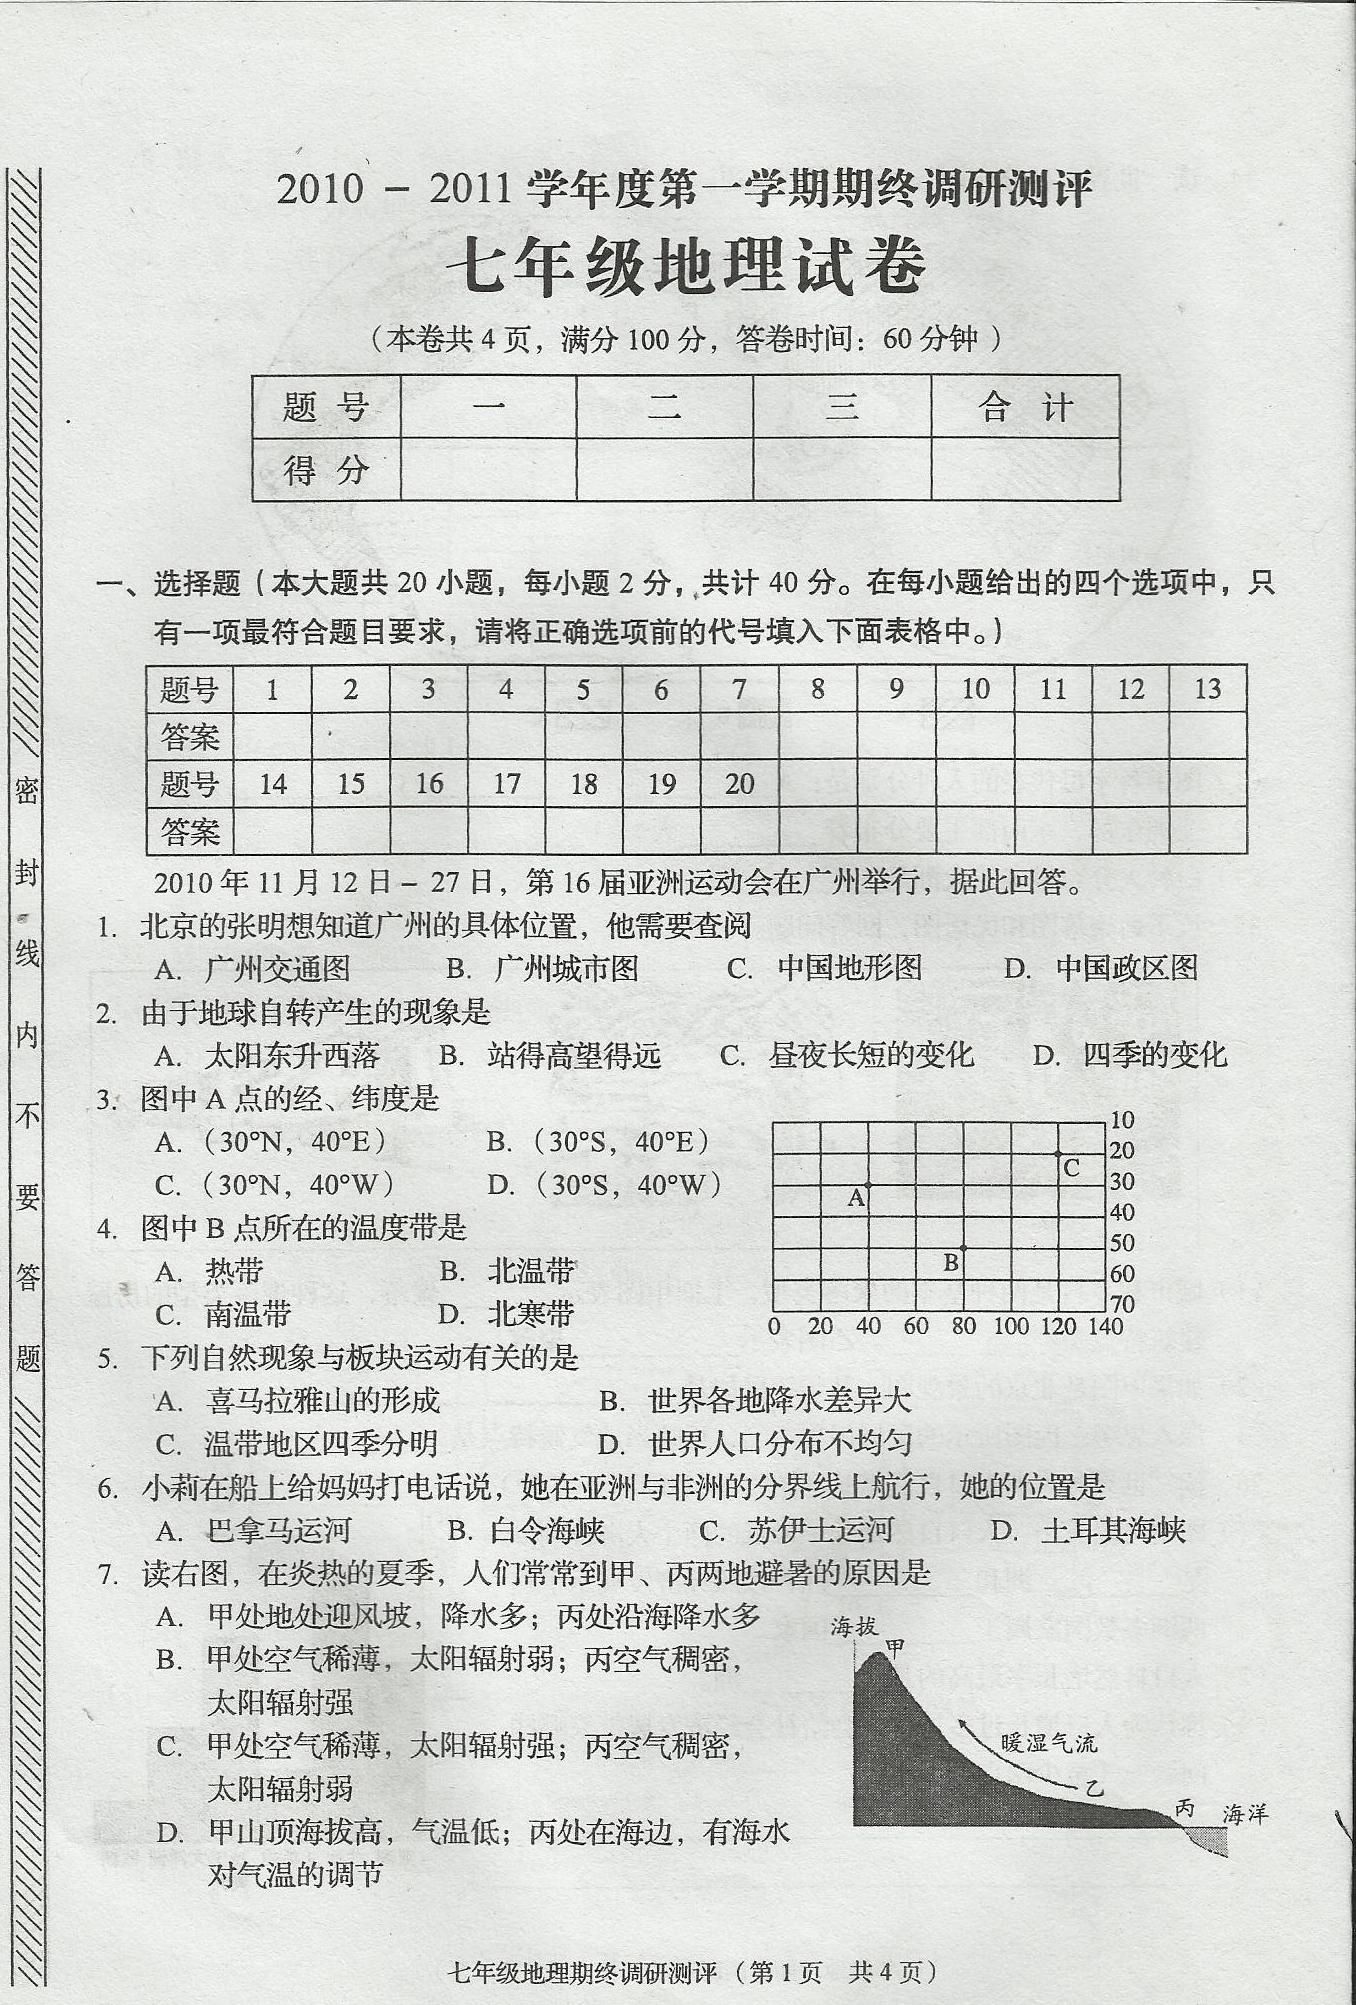 2010 － 2011 学年度第一学期期终调研测评
七年级地理试卷
（本卷共 4 页，满分 100 分，答卷时间：60 分钟 ）
题 号 一 二 三 合 计
得 分
一、选择题（本大题共 20 小题，每小题 2 分，共计 40 分。在每小题给出的四个选项中，只
有一项最符合题目要求，请将正确选项前的代号填入下面表格中。）
题号 1 2 3 4 5 6 7 8 9 10 11 12 13
答案
题号 14 15 16 17 18 19 20
答案
2010 年 11 月 12 日－ 27 日，第 16 届亚洲运动会在广州举行，据此回答。
1. 北京的张明想知道广州的具体位置，他需要查阅
A. 广州交通图 B. 广州城市图 C. 中国地形图 D. 中国政区图
2. 由于地球自转产生的现象是
A. 太阳东升西落 B. 站得高望得远 C. 昼夜长短的变化 D. 四季的变化
3. 图中 A 点的经、纬度是
A.（30°N，40°E） B.（30°S，40°E）
C.（30°N，40°W） D.（30°S，40°W）
4. 图中 B 点所在的温度带是
A. 热带 B. 北温带
C. 南温带 D. 北寒带
10
20
30
40
50
60
70
0 20 40 60 80 100 120 140
A
B
C
5. 下列自然现象与板块运动有关的是
A. 喜马拉雅山的形成 B. 世界各地降水差异大
C. 温带地区四季分明 D. 世界人口分布不均匀
6. 小莉在船上给妈妈打电话说，她在亚洲与非洲的分界线上航行，她的位置是
A. 巴拿马运河 B. 白令海峡 C. 苏伊士运河 D. 土耳其海峡
7. 读右图，在炎热的夏季，人们常常到甲、丙两地避暑的原因是
A. 甲处地处迎风坡，降水多；丙处沿海降水多
B. 甲处空气稀薄，太阳辐射弱；丙空气稠密，
太阳辐射强
C. 甲处空气稀薄，太阳辐射强；丙空气稠密，
太阳辐射弱
D. 甲山顶海拔高，气温低；丙处在海边，有海水
对气温的调节
海拔
甲
暖湿气流
乙
丙
海洋
七年级地理期终调研测评（第 1 页 共 4 页）
密
封
线
内
不
要
答
题